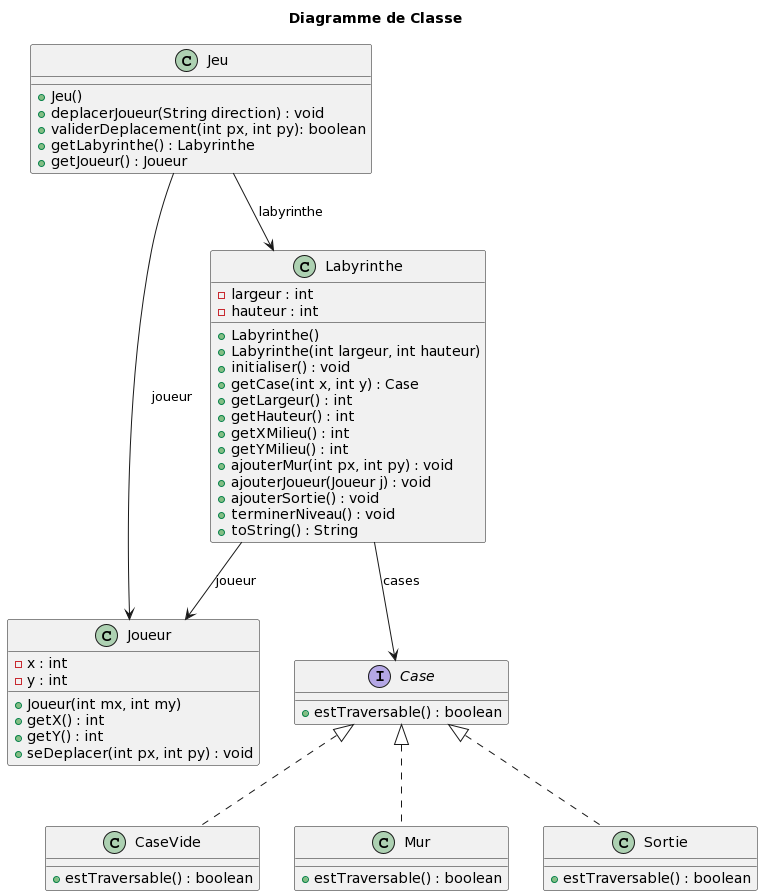 Diagramme de Classe
C Jeu
Jeu()
deplacerJoueur(String direction) : void
validerDeplacement(int px, int py): boolean
getLabyrinthe() : Labyrinthe
getJoueur() : Joueur
labyrinthe
joueur
C Labyrinthe
largeur : int
hauteur : int
Labyrinthe()
Labyrinthe(int largeur, int hauteur)
initialiser() : void
getCase(int x, int y) : Case
getLargeur() : int
getHauteur() : int
getXMilieu() : int
getYMilieu() : int
ajouterMur(int px, int py) : void
ajouterJoueur(Joueur j) : void
ajouterSortie() : void
terminerNiveau() : void
toString() : String
joueur
cases
C Joueur
x : int
y : int
Joueur(int mx, int my)
getX() : int
getY() : int
seDeplacer(int px, int py) : void
I Case
estTraversable() : boolean
C CaseVide
estTraversable() : boolean
C Mur
estTraversable() : boolean
C Sortie
estTraversable() : boolean